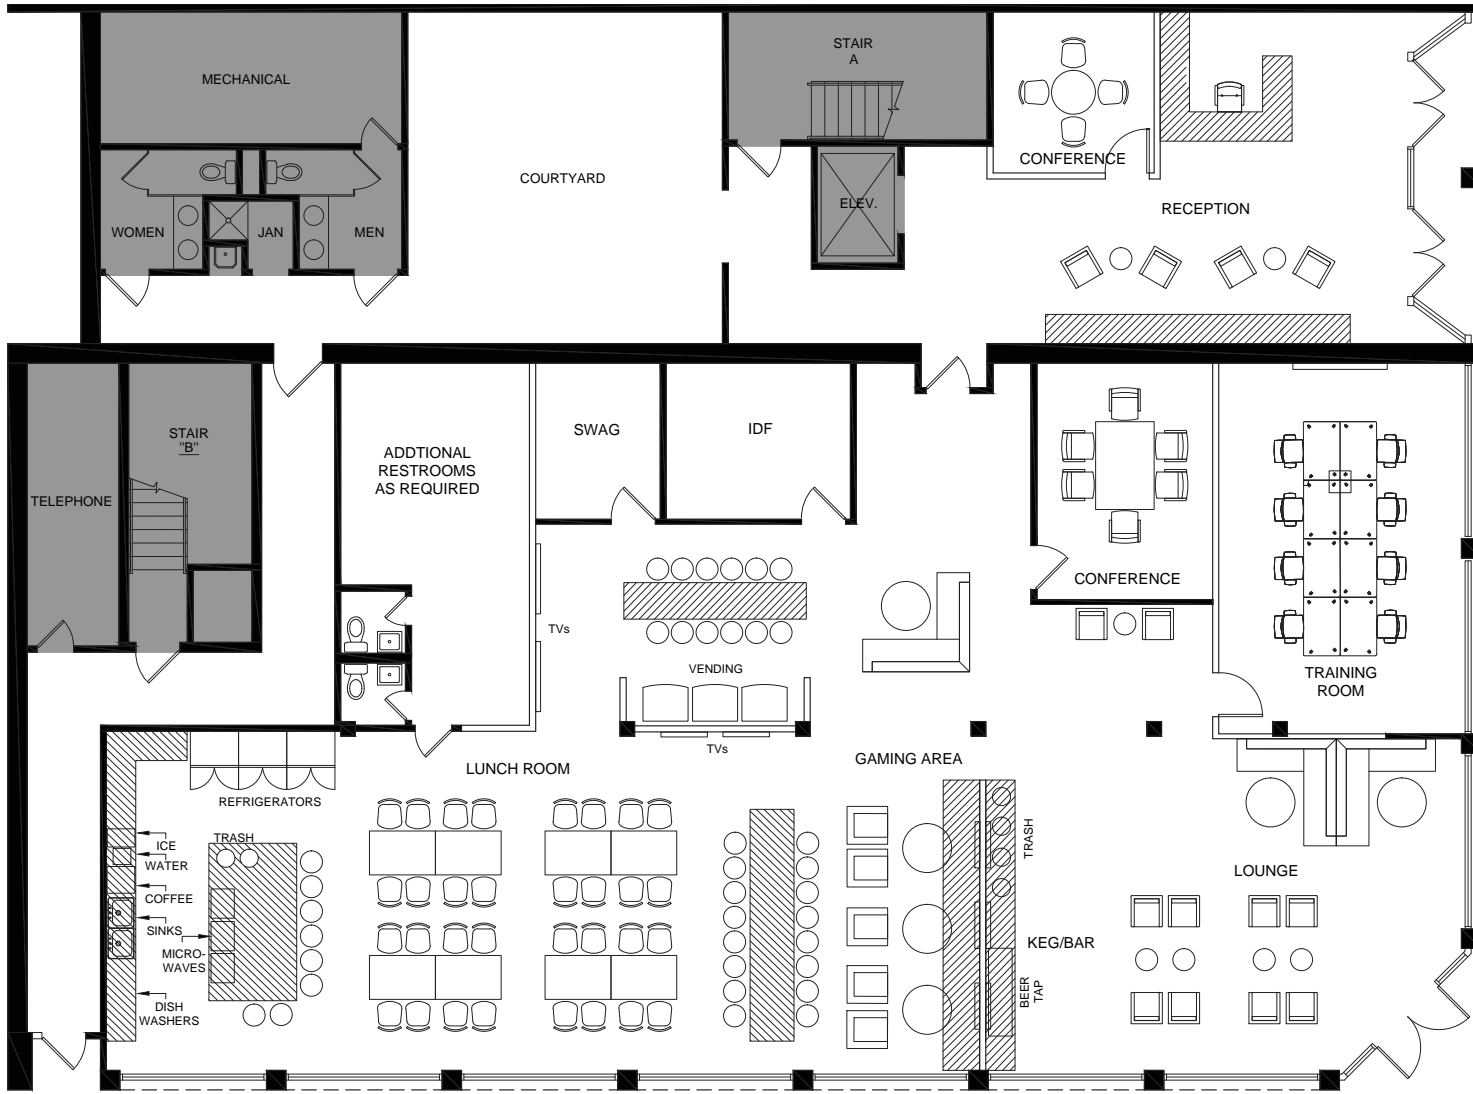 MECHANICAL
STAIR
A
CONFERENCE
COURTYARD
ELEV.
RECEPTION
WOMEN
JAN
MEN
STAIR
"B"
TELEPHONE
ADDTIONAL
RESTROOMS
AS REQUIRED
SWAG
IDF
CONFERENCE
TRAINING
ROOM
TVs
VENDING
TVs
LUNCH ROOM
GAMING AREA
REFRIGERATORS
TRASH
ICE
WATER
COFFEE
SINKS
MICRO-
WAVES
DISH
WASHERS
TRASH
KEG/BAR
BEER
TAP
LOUNGE